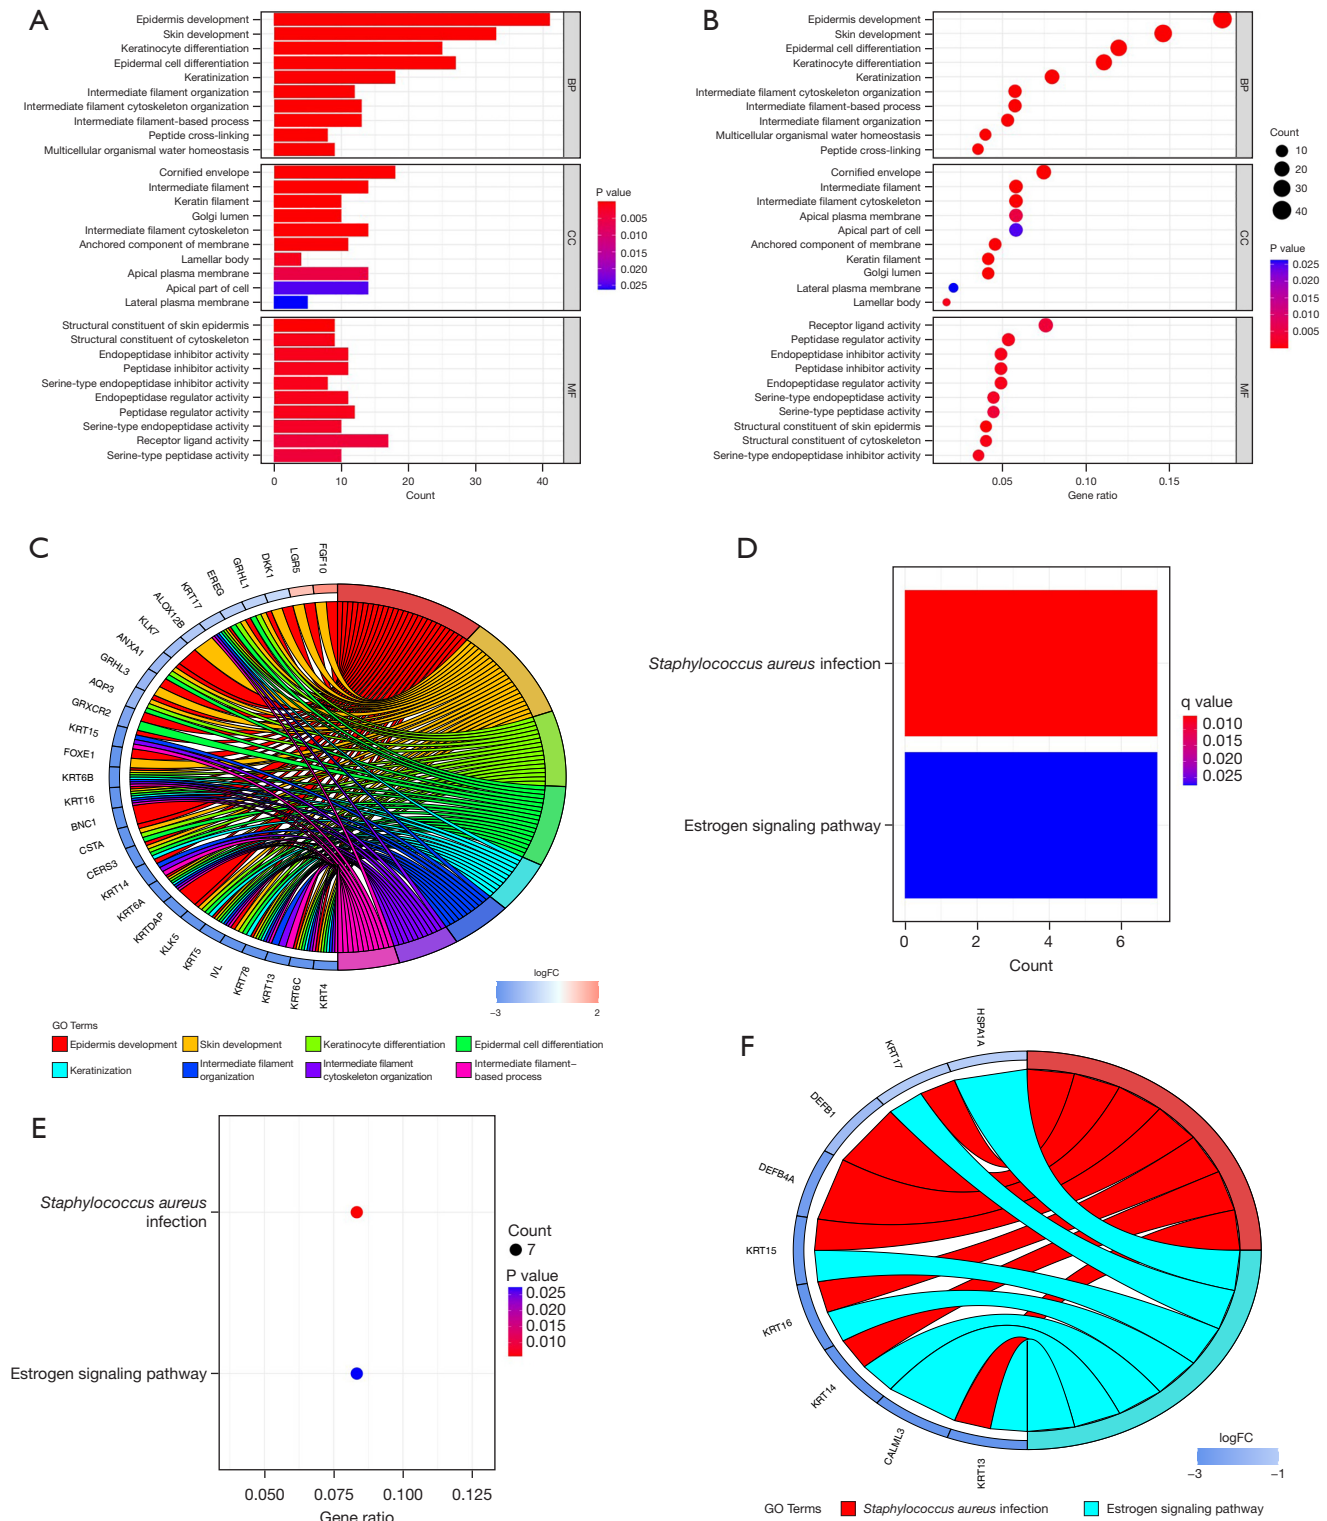 A
Epidermis development
Skin development
Keratinocyte differentiation
Epidermal cell differentiation
Keratinization
Intermediate filament organization
Intermediate filament cytoskeleton organization
Intermediate filament-based process
Peptide cross-linking
Multicellular organismal water homeostasis
BP
Cornified envelope
Intermediate filament
Keratin filament
Golgi lumen
Intermediate filament cytoskeleton
Anchored component of membrane
Lamellar body
Apical plasma membrane
Apical part of cell
Lateral plasma membrane
CC
Structural constituent of skin epidermis
Structural constituent of cytoskeleton
Endopeptidase inhibitor activity
Peptidase inhibitor activity
Serine-type endopeptidase inhibitor activity
Endopeptidase regulator activity
Peptidase regulator activity
Serine-type endopeptidase activity
Receptor ligand activity
Serine-type peptidase activity
MF
0 10 20 30 40
Count
P value
0.005
0.010
0.015
0.020
0.025
B
Epidermis development
Skin development
Epidermal cell differentiation
Keratinocyte differentiation
Keratinization
Intermediate filament cytoskeleton organization
Intermediate filament-based process
Intermediate filament organization
Multicellular organismal water homeostasis
Peptide cross-linking
BP
Cornified envelope
Intermediate filament
Intermediate filament cytoskeleton
Apical plasma membrane
Apical part of cell
Anchored component of membrane
Keratin filament
Golgi lumen
Lateral plasma membrane
Lamellar body
CC
Receptor ligand activity
Peptidase regulator activity
Endopeptidase inhibitor activity
Peptidase inhibitor activity
Endopeptidase regulator activity
Serine-type endopeptidase activity
Serine-type peptidase activity
Structural constituent of skin epidermis
Structural constituent of cytoskeleton
Serine-type endopeptidase inhibitor activity
MF
0.05 0.10 0.15
Gene ratio
Count
10
20
30
40
P value
0.025
0.020
0.015
0.010
0.005
C
FGF10
LGR5
DKK1
GRHL1
EREG
KRT17
ALOX12B
KLK7
ANXA1
GRHL3
AQP3
GRXCR2
KRT15
FOXE1
KRT6B
KRT16
BNC1
CSTA
CERS3
KRT14
KRT6A
KRTDAP
KLK5
KRT5
IVL
KRT78
KRT13
KRT6C
KRT4
logFC
−3 2
GO Terms
Epidermis development Skin development Keratinocyte differentiation Epidermal cell differentiation
Keratinization Intermediate filament organization Intermediate filament cytoskeleton organization Intermediate filament–based process
D
Staphylococcus aureus infection
Estrogen signaling pathway
0 2 4 6
Count
q value
0.010
0.015
0.020
0.025
E
Staphylococcus aureus
infection
Estrogen signaling pathway
0.050 0.075 0.100 0.125
Gene ratio
Count
7
P value
0.025
0.020
0.015
0.010
F
HSPA1A
KRT17
DEFB1
DEFB4A
KRT15
KRT16
KRT14
CALML3
KRT13
logFC
−3 −1
GO Terms Staphylococcus aureus infection Estrogen signaling pathway